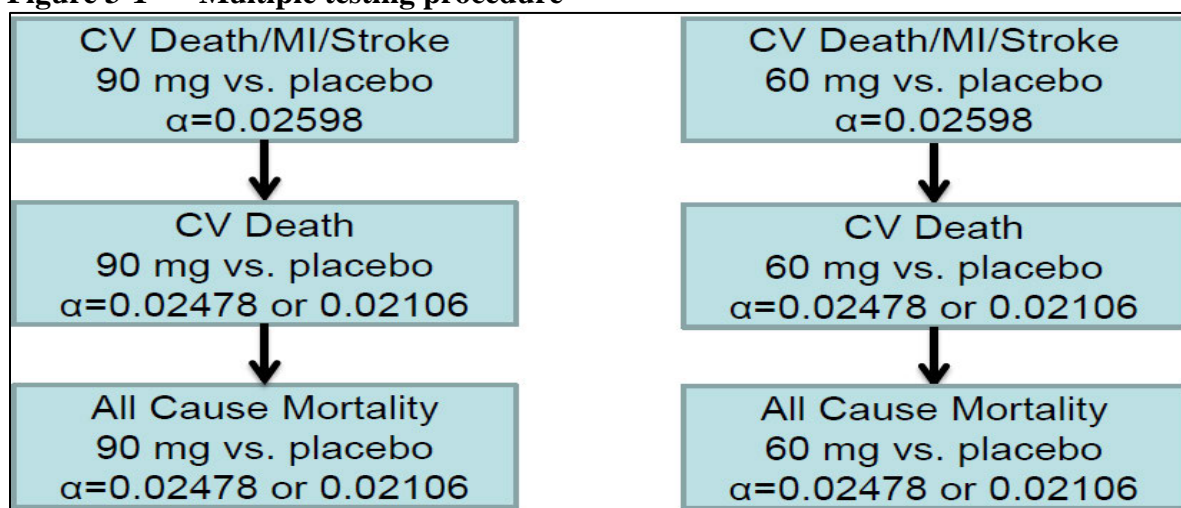 Figure 3-1 Multiple testing procedure
CV Death/MI/Stroke
90 mg vs. placebo
α=0.02598
CV Death
90 mg vs. placebo
α=0.02478 or 0.02106
All Cause Mortality
90 mg vs. placebo
α=0.02478 or 0.02106
CV Death/MI/Stroke
60 mg vs. placebo
α=0.02598
CV Death
60 mg vs. placebo
α=0.02478 or 0.02106
All Cause Mortality
60 mg vs. placebo
α=0.02478 or 0.02106